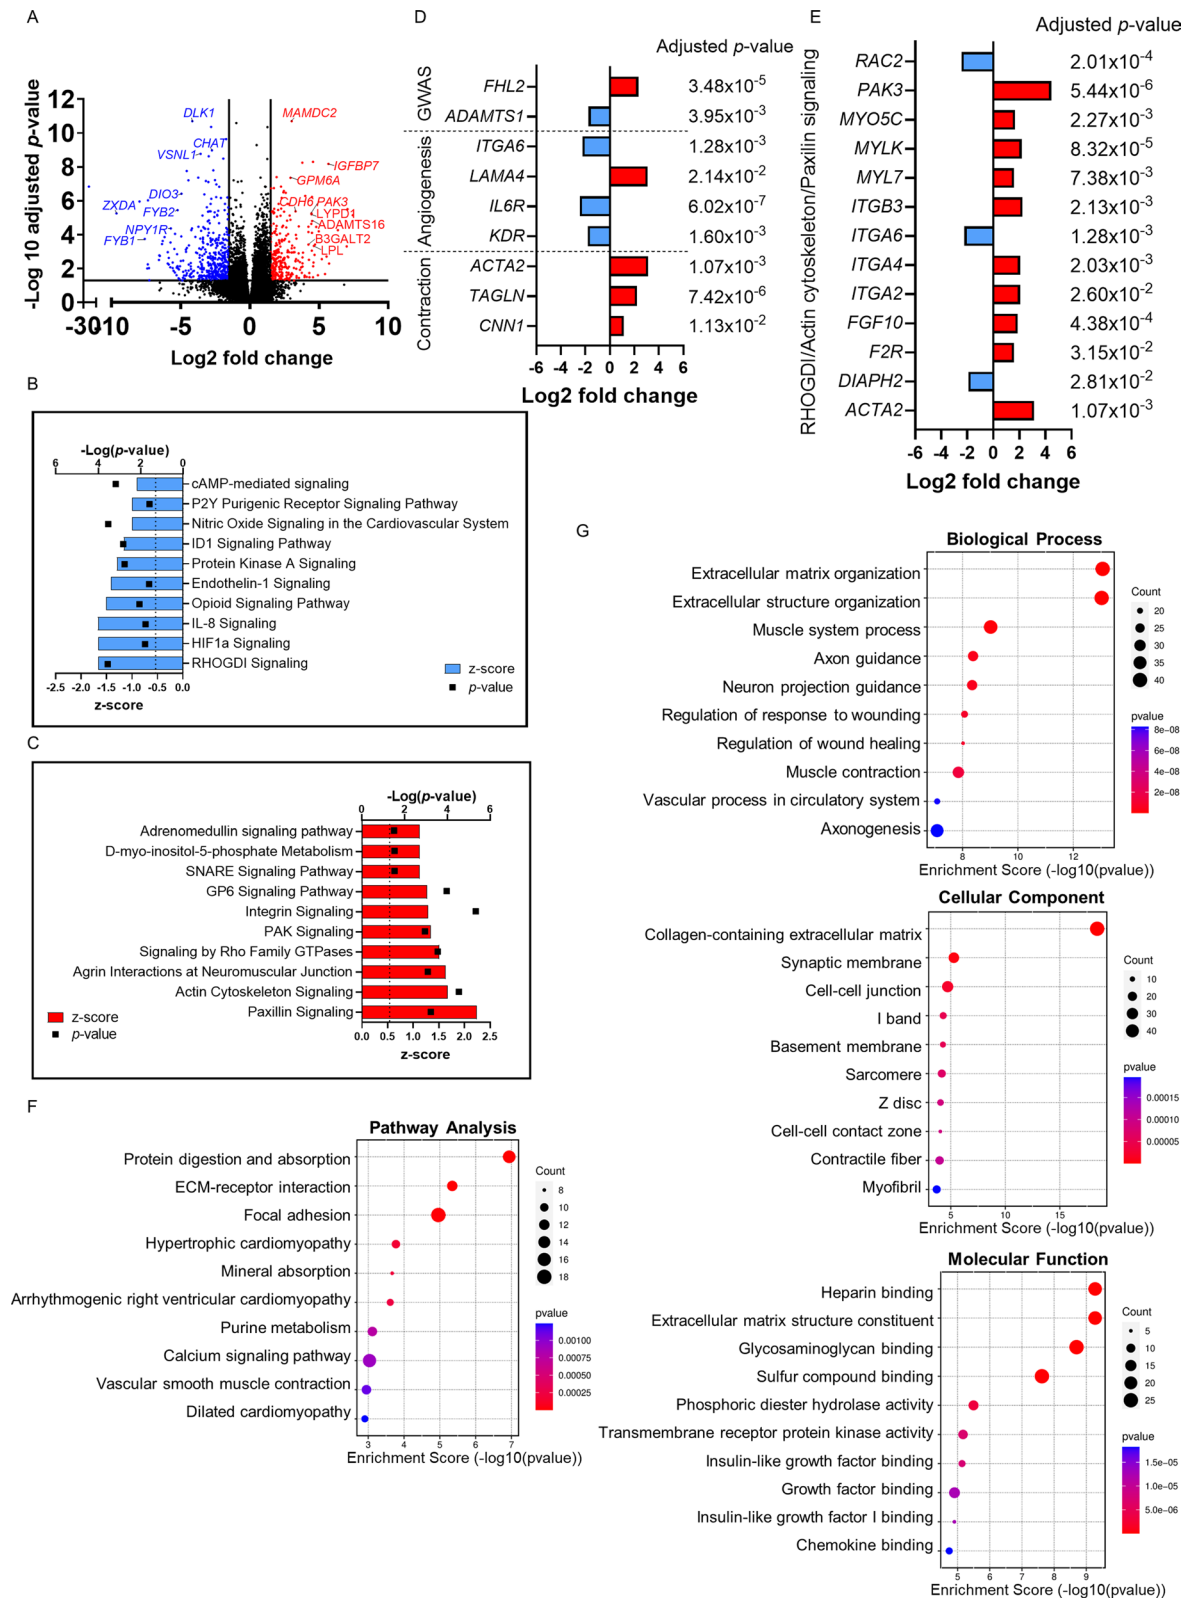 A
-Log 10 adjusted p-value
12
10
8
6
4
2
0
-30
-10
-5
0
5
10
Log2 fold change
DLK1
MAMDC2
CHAT
VSNL1
IGFBP7
GPM6A
DIO3
CDH6 PAK3
ZXDA
FYB2
LYPD1
ADAMTS16
NPY1R
FYB1
B3GALT2
LPL
B
-Log(p-value)
6 4 2 0
cAMP-mediated signaling
P2Y Purigenic Receptor Signaling Pathway
Nitric Oxide Signaling in the Cardiovascular System
ID1 Signaling Pathway
Protein Kinase A Signaling
Endothelin-1 Signaling
Opioid Signaling Pathway
IL-8 Signaling
HIF1a Signaling
RHOGDI Signaling
-2.5 -2.0 -1.5 -1.0 -0.5 0.0
z-score
z-score
p-value
C
-Log(p-value)
0 2 4 6
Adrenomedullin signaling pathway
D-myo-inositol-5-phosphate Metabolism
SNARE Signaling Pathway
GP6 Signaling Pathway
Integrin Signaling
PAK Signaling
Signaling by Rho Family GTPases
Agrin Interactions at Neuromuscular Junction
Actin Cytoskeleton Signaling
Paxillin Signaling
0.0 0.5 1.0 1.5 2.0 2.5
z-score
z-score
p-value
D
Adjusted p-value
GWAS
Angiogenesis
Contraction
FHL2 3.48x10-5
ADAMTS1 3.95x10-3
ITGA6 1.28x10-3
LAMA4 2.14x10-2
IL6R 6.02x10-7
KDR 1.60x10-3
ACTA2 1.07x10-3
TAGLN 7.42x10-6
CNN1 1.13x10-2
-6 -4 -2 0 2 4 6
Log2 fold change
E
Adjusted p-value
RHOGDI/Actin cytoskeleton/Paxilin signaling
RAC2 2.01x10-4
PAK3 5.44x10-6
MYO5C 2.27x10-3
MYLK 8.32x10-5
MYL7 7.38x10-3
ITGB3 2.13x10-3
ITGA6 1.28x10-3
ITGA4 2.03x10-3
ITGA2 2.60x10-2
FGF10 4.38x10-4
F2R 3.15x10-2
DIAPH2 2.81x10-2
ACTA2 1.07x10-3
-6 -4 -2 0 2 4 6
Log2 fold change
F
Pathway Analysis
Protein digestion and absorption
ECM-receptor interaction
Focal adhesion
Hypertrophic cardiomyopathy
Mineral absorption
Arrhythmogenic right ventricular cardiomyopathy
Purine metabolism
Calcium signaling pathway
Vascular smooth muscle contraction
Dilated cardiomyopathy
3 4 5 6 7
Enrichment Score (-log10(pvalue))
Count
8
10
12
14
16
18
pvalue
0.00100
0.00075
0.00050
0.00025
G
Biological Process
Extracellular matrix organization
Extracellular structure organization
Muscle system process
Axon guidance
Neuron projection guidance
Regulation of response to wounding
Regulation of wound healing
Muscle contraction
Vascular process in circulatory system
Axonogenesis
8 10 12
Enrichment Score (-log10(pvalue))
Count
20
25
30
35
40
pvalue
8e-08
6e-08
4e-08
2e-08
Cellular Component
Collagen-containing extracellular matrix
Synaptic membrane
Cell-cell junction
I band
Basement membrane
Sarcomere
Z disc
Cell-cell contact zone
Contractile fiber
Myofibril
5 10 15
Enrichment Score (-log10(pvalue))
Count
10
20
30
40
pvalue
0.00015
0.00010
0.00005
Molecular Function
Heparin binding
Extracellular matrix structure constituent
Glycosaminoglycan binding
Sulfur compound binding
Phosphoric diester hydrolase activity
Transmembrane receptor protein kinase activity
Insulin-like growth factor binding
Growth factor binding
Insulin-like growth factor I binding
Chemokine binding
5 6 7 8 9
Enrichment Score (-log10(pvalue))
Count
5
10
15
20
25
pvalue
1.5e-05
1.0e-05
5.0e-06